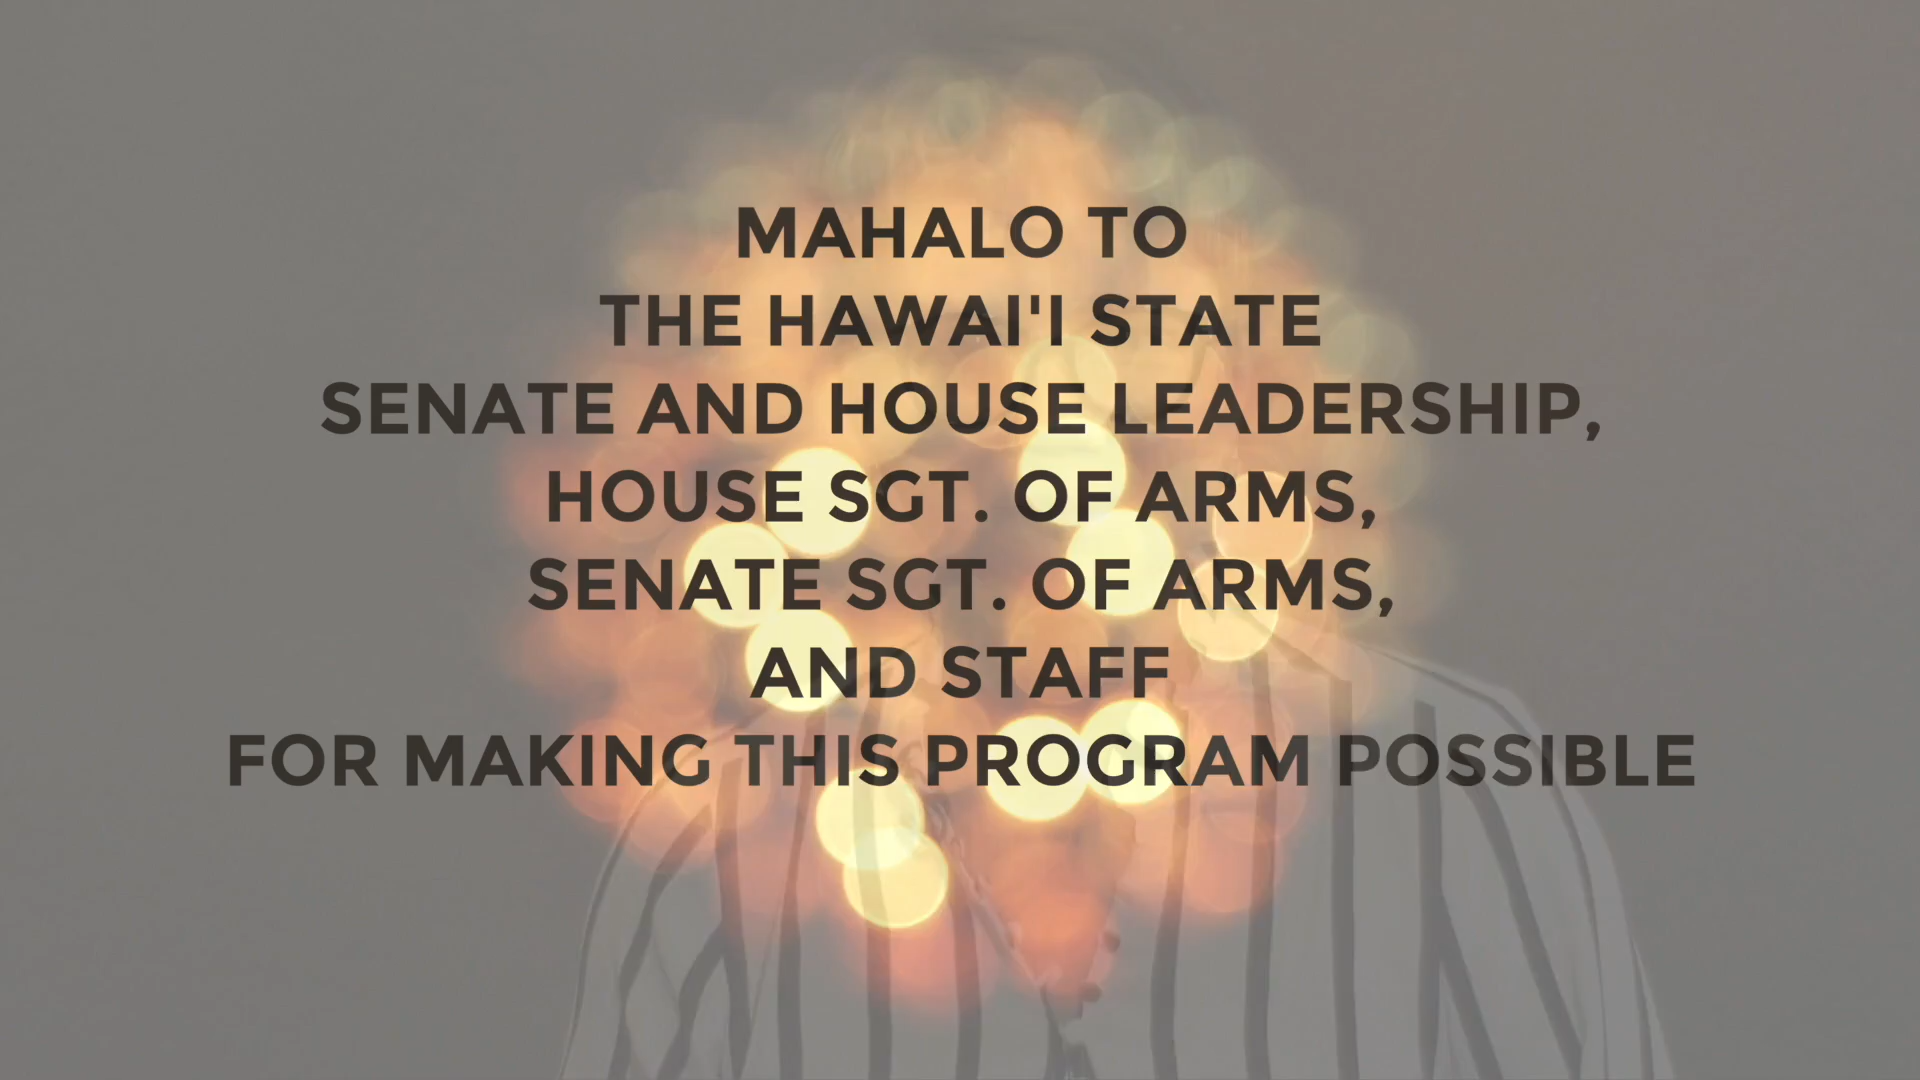 MAHALO TO
THE HAWAI'I STATE
SENATE AND HOUSE LEADERSHIP,
HOUSE SGT. OF ARMS,
SENATE SGT. OF ARMS,
AND STAFF
FOR MAKING THIS PROGRAM POSSIBLE